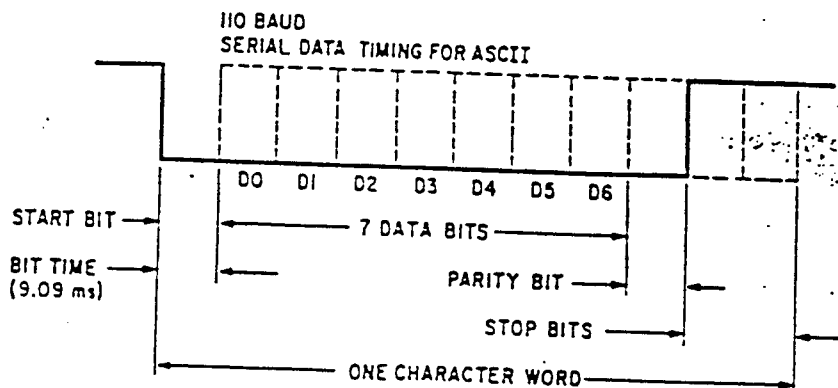 110 BAUD
SERIAL DATA TIMING FOR ASCII
D0 D1 D2 D3 D4 D5 D6
START BIT
7 DATA BITS
BIT TIME
(9.09 ms)
PARITY BIT
STOP BITS
ONE CHARACTER WORD